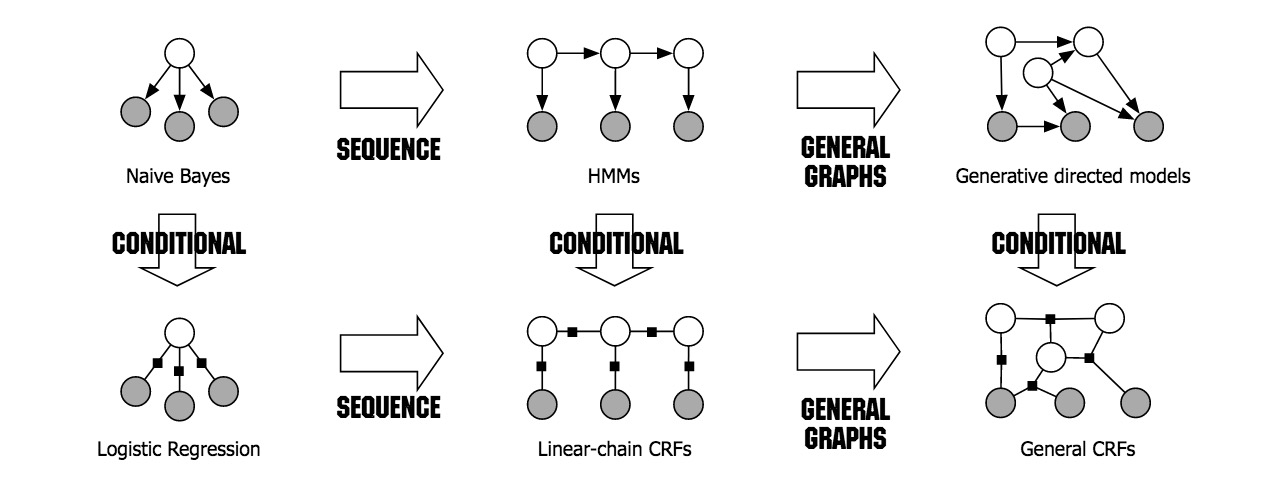 SEQUENCE
GENERAL
GRAPHS
Naive Bayes
HMMs
Generative directed models
CONDITIONAL
CONDITIONAL
CONDITIONAL
SEQUENCE
GENERAL
GRAPHS
Logistic Regression
Linear-chain CRFs
General CRFs